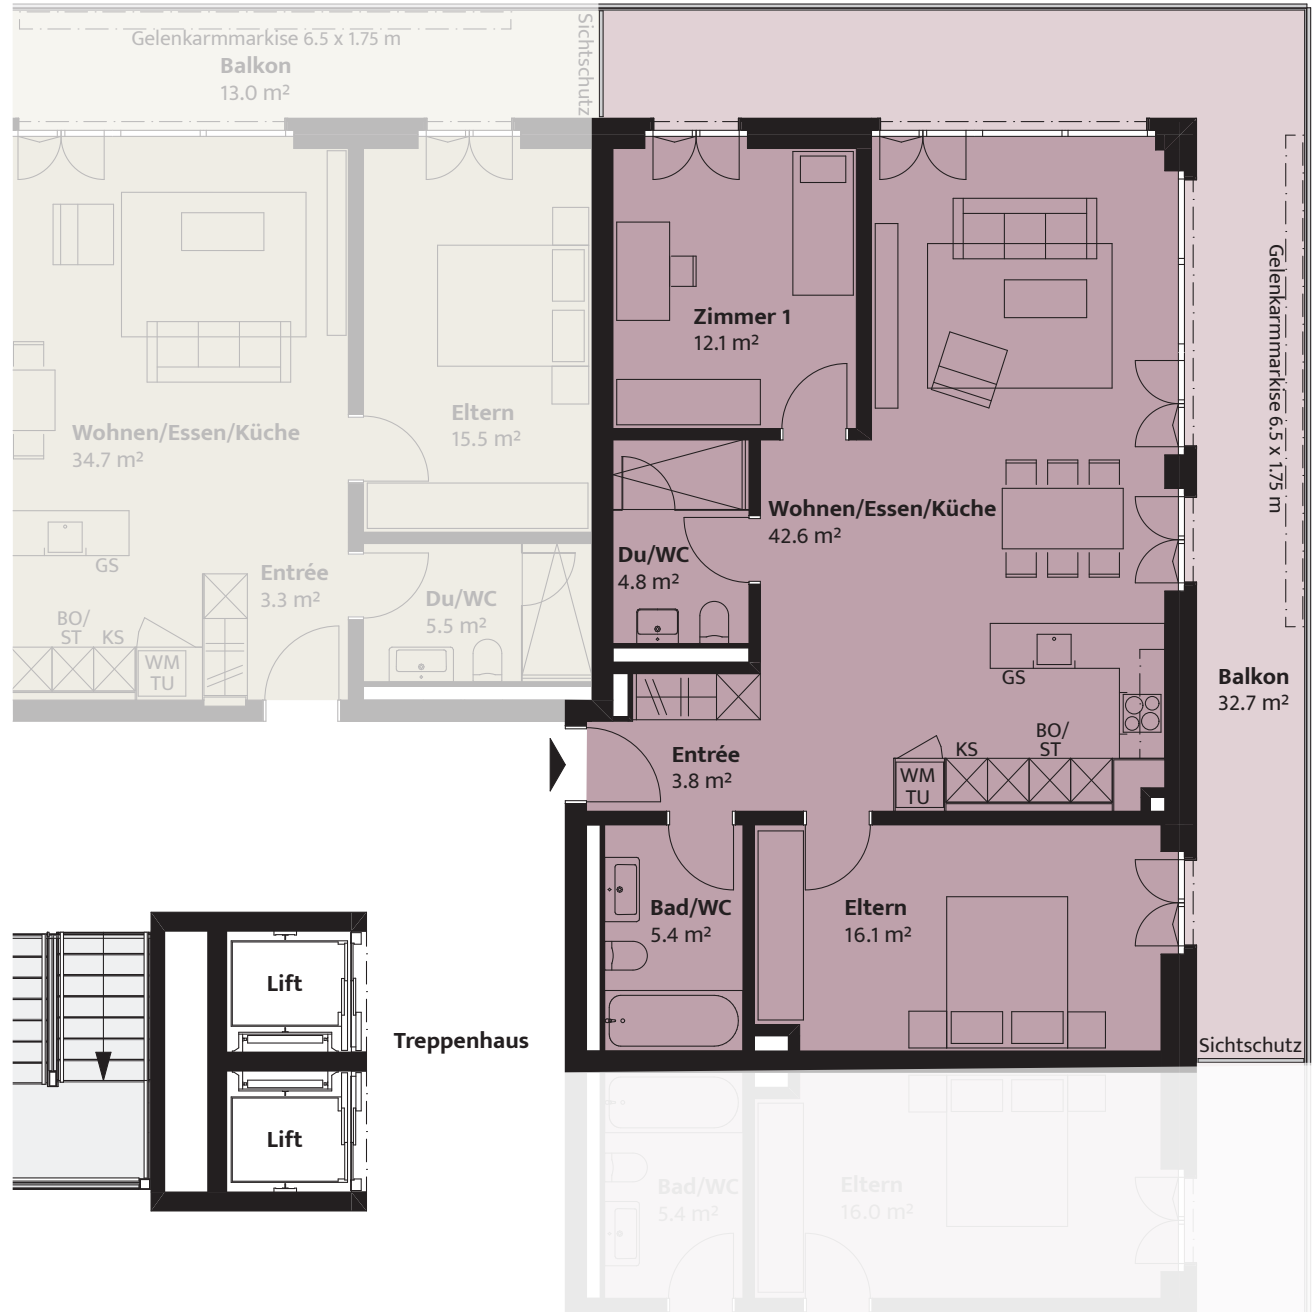 Gelenkarmmarkise 6.5 x 1.75 m
Balkon
13.0 m²
Sichtschutz
Wohnen/Essen/Küche
34.7 m²
Eltern
15.5 m²
GS
Entrée
3.3 m²
BO/
ST
KS
WM
TU
Du/WC
5.5 m²
Zimmer 1
12.1 m²
Gelenkarmmarkise 6.5 x 1.75 m
Wohnen/Essen/Küche
42.6 m²
Du/WC
4.8 m²
GS
Balkon
32.7 m²
Entrée
3.8 m²
KS
BO/
ST
WM
TU
Bad/WC
5.4 m²
Eltern
16.1 m²
Sichtschutz
Lift
Treppenhaus
Lift
Bad/WC
5.4 m²
Eltern
16.0 m²